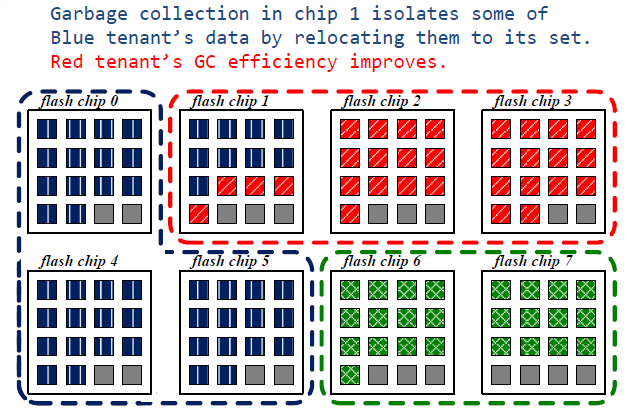 Garbage collection in chip 1 isolates some of
Blue tenant's data by relocating them to its set.
Red tenant's GC efficiency improves.
flash chip 0
flash chip 1
flash chip 2
flash chip 3
flash chip 4
flash chip 5
flash chip 6
flash chip 7